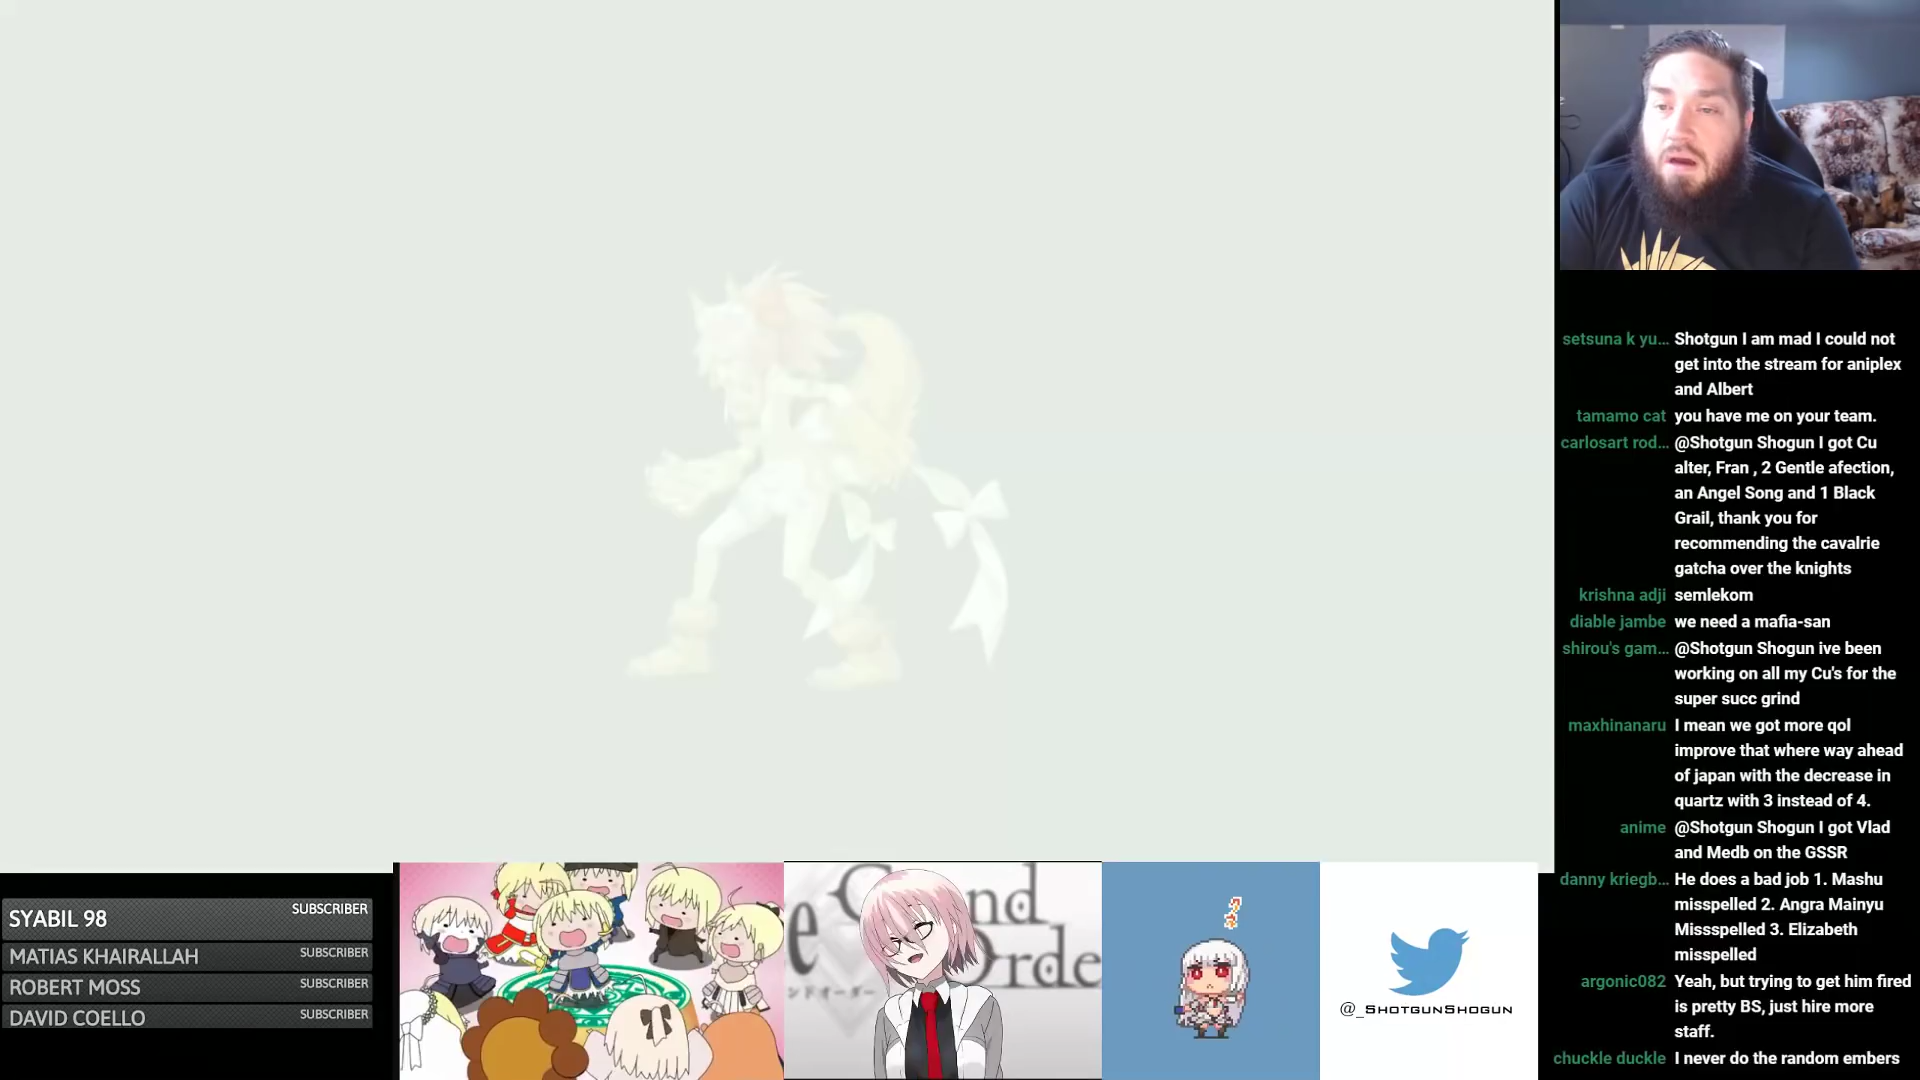 setsuna k yu... Shotgun I am mad I could not
get into the stream for aniplex
and Albert
tamamo cat you have me on your team.
carlosart rod... @Shotgun Shogun I got Cu
alter, Fran , 2 Gentle afection,
an Angel Song and 1 Black
Grail, thank you for
recommending the cavalrie
gatcha over the knights
krishna adji semlekom
diable jambe we need a mafia-san
shirou's gam... @Shotgun Shogun ive been
working on all my Cu's for the
super succ grind
maxhinanaru I mean we got more qol
improve that where way ahead
of japan with the decrease in
quartz with 3 instead of 4.
anime @Shotgun Shogun I got Vlad
and Medb on the GSSR
danny kriegb... He does a bad job 1. Mashu
misspelled 2. Angra Mainyu
Missspelled 3. Elizabeth
misspelled
argonic082 Yeah, but trying to get him fired
is pretty BS, just hire more
staff.
chuckle duckle I never do the random embers
SYABIL 98 SUBSCRIBER
MATIAS KHAIRALLAH SUBSCRIBER
ROBERT MOSS SUBSCRIBER
DAVID COELLO SUBSCRIBER
e Grand
Orde
ンドオーダー
@_ShotgunShogun